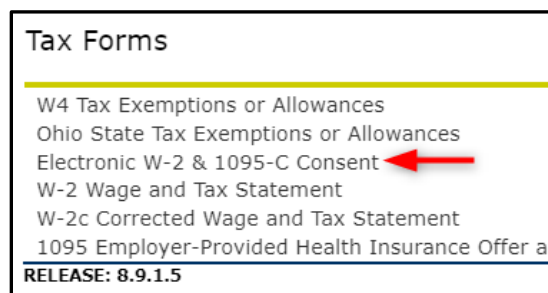 Tax Forms
W4 Tax Exemptions or Allowances
Ohio State Tax Exemptions or Allowances
Electronic W-2 & 1095-C Consent
W-2 Wage and Tax Statement
W-2c Corrected Wage and Tax Statement
1095 Employer-Provided Health Insurance Offer a
RELEASE: 8.9.1.5